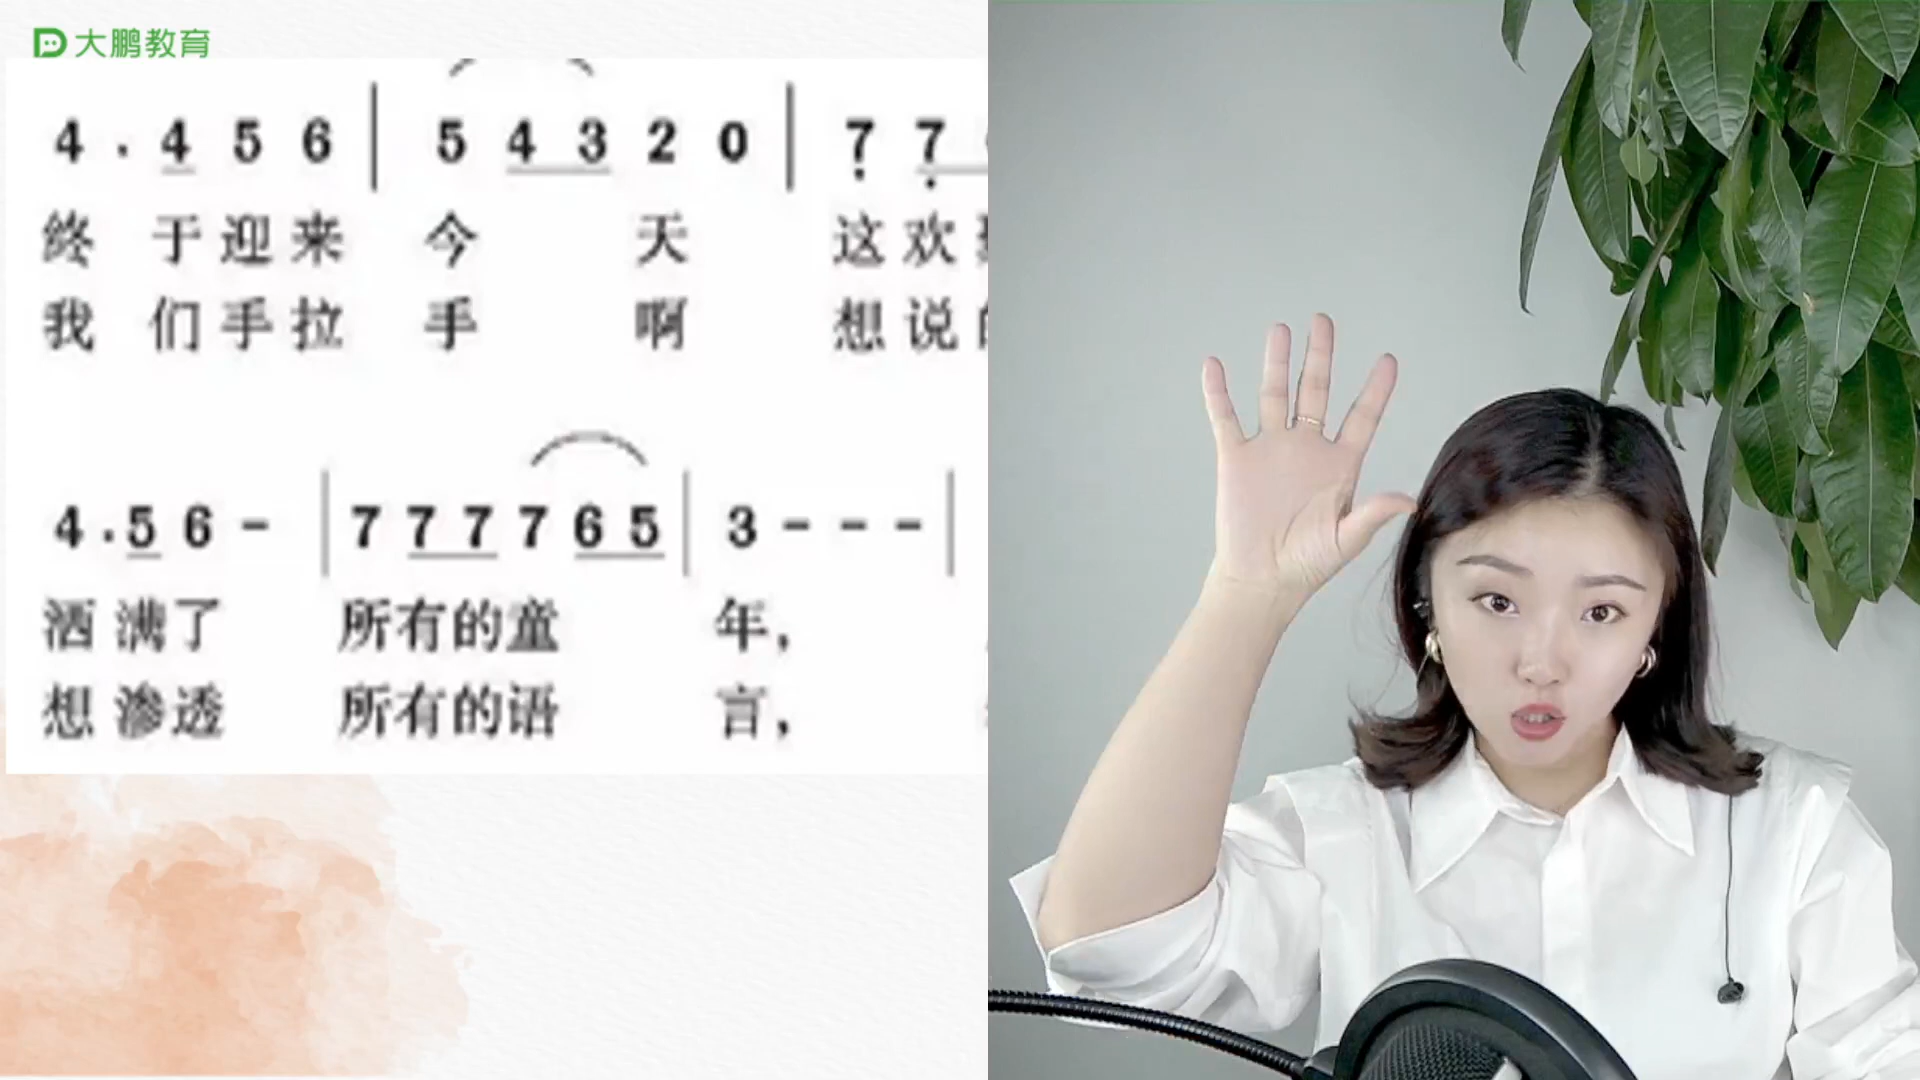 大鹏教育
4 · 4 5 6 | 5 4 3 2 0 | 7 7
终 于 迎 来 今 天 这 欢
我 们 手 拉 手 啊 想 说
4 · 5 6 - | 7 7 7 7 6 5 | 3 - - - |
洒 满 了 所 有 的 童 年,
想 渗 透 所 有 的 语 言,